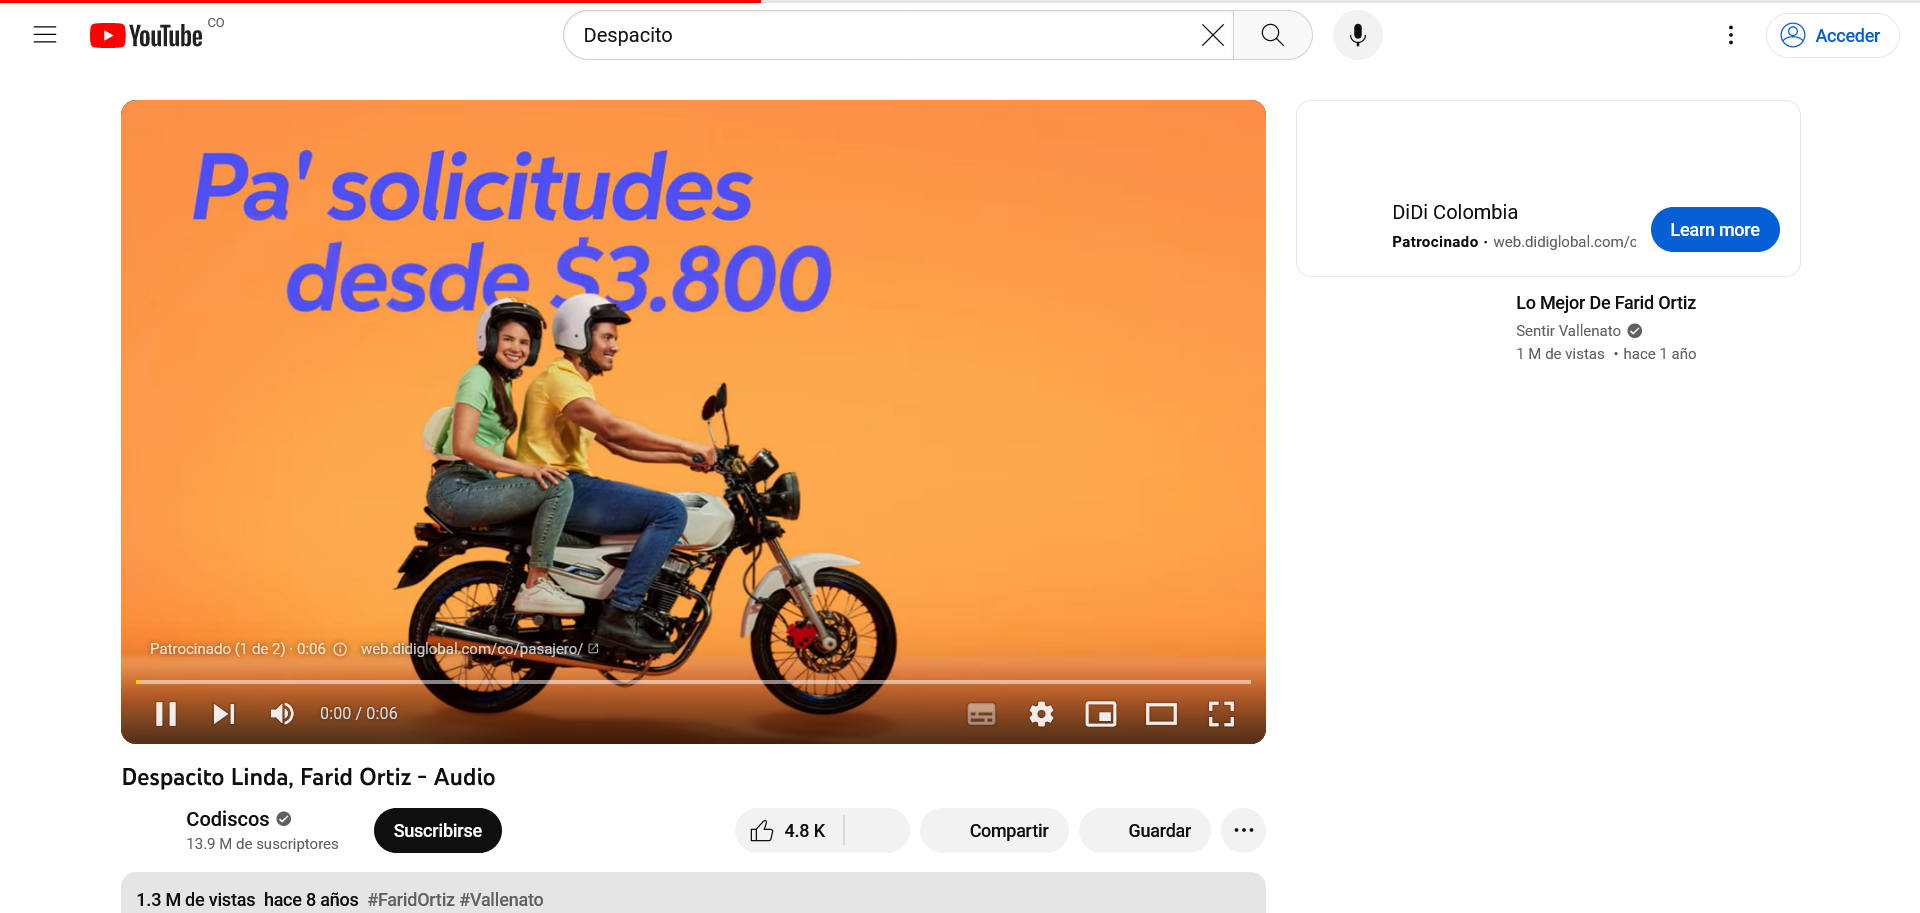 YouTube CO
Despacito
Acceder
Pa' solicitudes
desde $3.800
Patrocinado (1 de 2) · 0:06 web.didiglobal.com/co/pasajero/
0:00 / 0:06
DiDi Colombia
Patrocinado · web.didiglobal.com/c
Learn more
Lo Mejor De Farid Ortiz
Sentir Vallenato
1 M de vistas • hace 1 año
Despacito Linda, Farid Ortiz - Audio
Codiscos
13.9 M de suscriptores
Suscribirse
4.8 K
Compartir
Guardar
1.3 M de vistas hace 8 años #FaridOrtiz #Vallenato